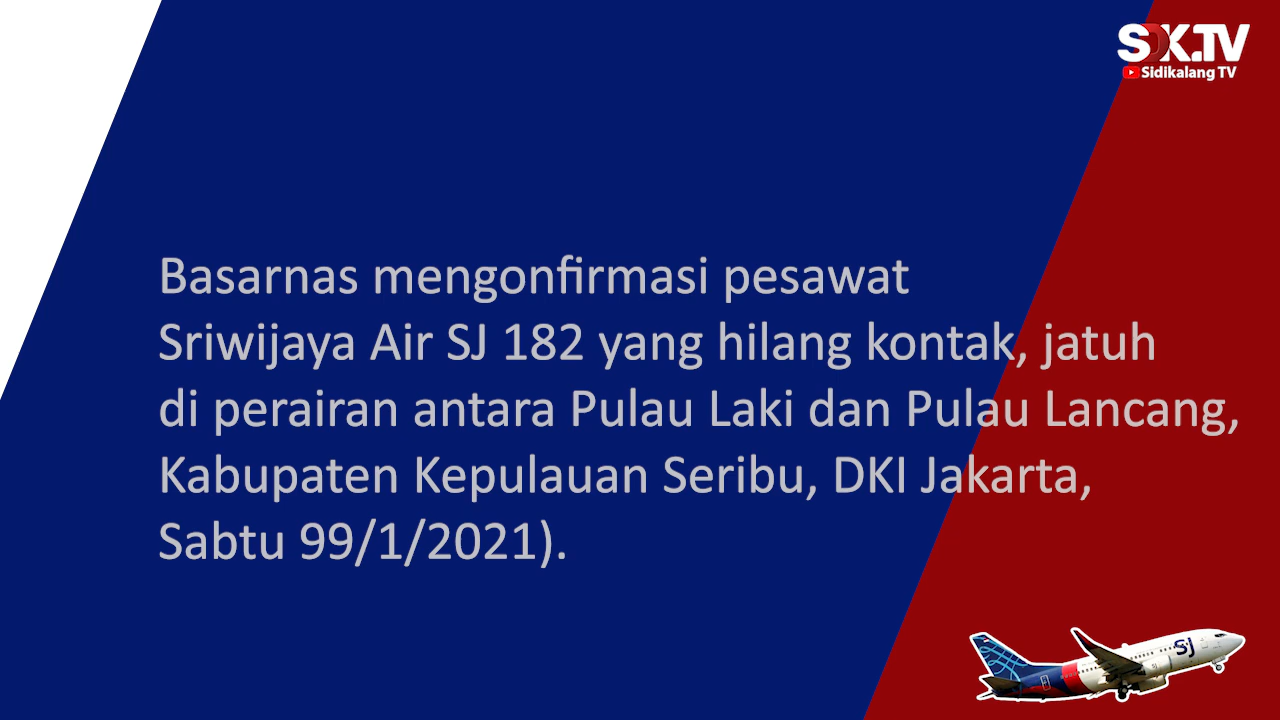 SDK.TV
Sidikalang TV
Basarnas mengonfirmasi pesawat
Sriwijaya Air SJ 182 yang hilang kontak, jatuh
di perairan antara Pulau Laki dan Pulau Lancang,
Kabupaten Kepulauan Seribu, DKI Jakarta,
Sabtu 99/1/2021).
SJ